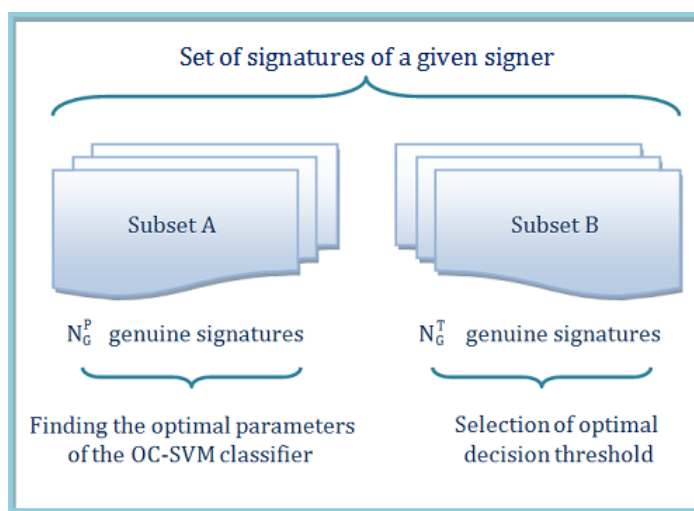 Set of signatures of a given signer
Subset A
Subset B
N_G^P genuine signatures
N_G^T genuine signatures
Finding the optimal parameters
of the OC-SVM classifier
Selection of optimal
decision threshold